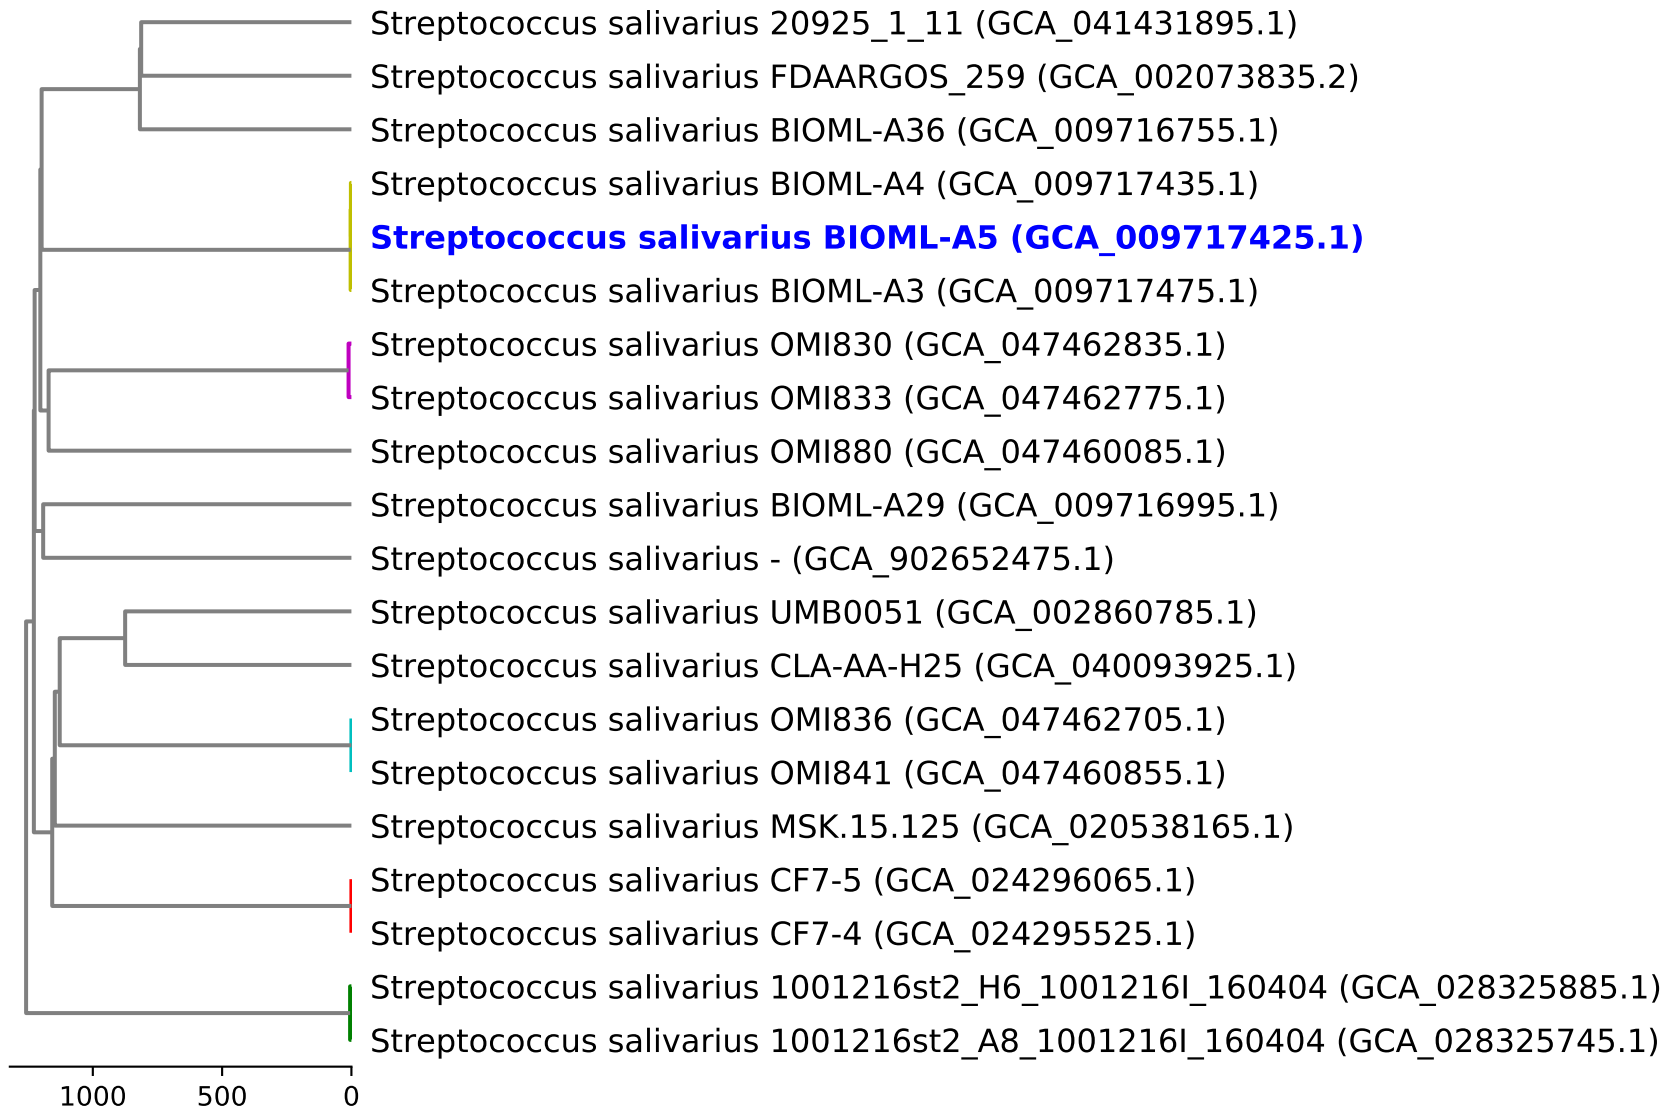 Streptococcus salivarius 20925_1_11 (GCA_041431895.1)
Streptococcus salivarius FDAARGOS_259 (GCA_002073835.2)
Streptococcus salivarius BIOML-A36 (GCA_009716755.1)
Streptococcus salivarius BIOML-A4 (GCA_009717435.1)
Streptococcus salivarius BIOML-A5 (GCA_009717425.1)
Streptococcus salivarius BIOML-A3 (GCA_009717475.1)
Streptococcus salivarius OMI830 (GCA_047462835.1)
Streptococcus salivarius OMI833 (GCA_047462775.1)
Streptococcus salivarius OMI880 (GCA_047460085.1)
Streptococcus salivarius BIOML-A29 (GCA_009716995.1)
Streptococcus salivarius - (GCA_902652475.1)
Streptococcus salivarius UMB0051 (GCA_002860785.1)
Streptococcus salivarius CLA-AA-H25 (GCA_040093925.1)
Streptococcus salivarius OMI836 (GCA_047462705.1)
Streptococcus salivarius OMI841 (GCA_047460855.1)
Streptococcus salivarius MSK.15.125 (GCA_020538165.1)
Streptococcus salivarius CF7-5 (GCA_024296065.1)
Streptococcus salivarius CF7-4 (GCA_024295525.1)
Streptococcus salivarius 1001216st2_H6_1001216I_160404 (GCA_028325885.1)
Streptococcus salivarius 1001216st2_A8_1001216I_160404 (GCA_028325745.1)
1000 500 0